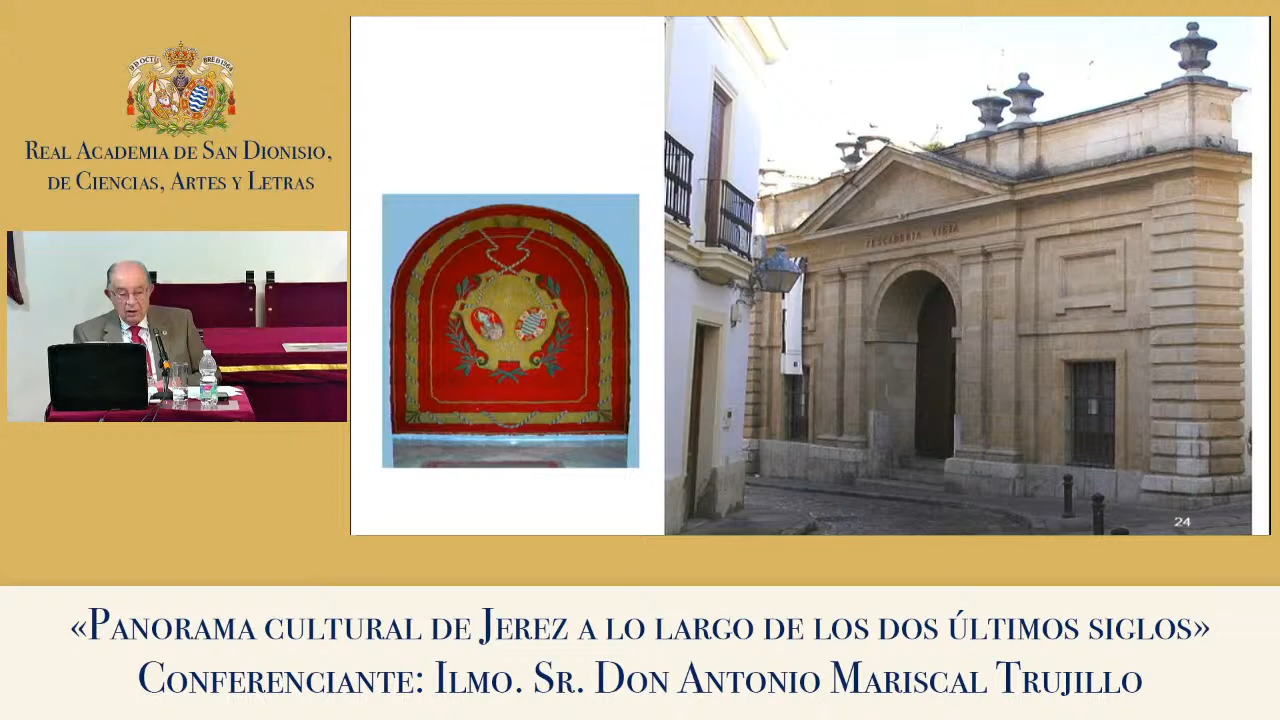 REAL ACADEMIA DE SAN DIONISIO,
DE CIENCIAS, ARTES Y LETRAS
PESCADERIA VIEJA
24
«PANORAMA CULTURAL DE JEREZ A LO LARGO DE LOS DOS ÚLTIMOS SIGLOS»
CONFERENCIANTE: ILMO. SR. DON ANTONIO MARISCAL TRUJILLO